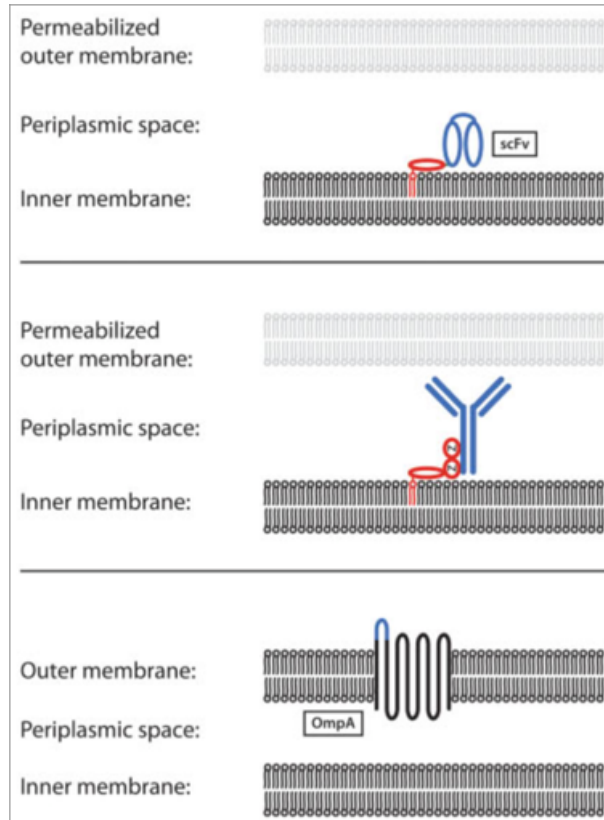 Permeabilized
outer membrane:
Periplasmic space:
scFv
Inner membrane:
Permeabilized
outer membrane:
Periplasmic space:
Z
Z
Inner membrane:
Outer membrane:
OmpA
Periplasmic space:
Inner membrane: